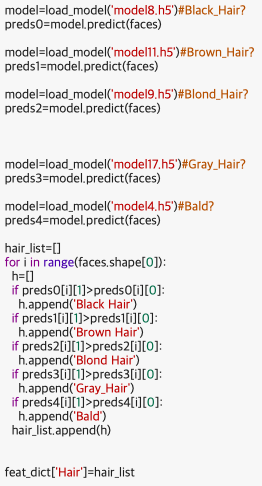 model=load_model('model8.h5')#Black_Hair?
preds0=model.predict(faces)
model=load_model('model11.h5')#Brown_Hair?
preds1=model.predict(faces)
model=load_model('model9.h5')#Blond_Hair?
preds2=model.predict(faces)
model=load_model('model17.h5')#Gray_Hair?
preds3=model.predict(faces)
model=load_model('model4.h5')#Bald?
preds4=model.predict(faces)
hair_list=[]
for i in range(faces.shape[0]):
  h=[]
  if preds0[i][1]>preds0[i][0]:
    h.append('Black Hair')
  if preds1[i][1]>preds1[i][0]:
    h.append('Brown Hair')
  if preds2[i][1]>preds2[i][0]:
    h.append('Blond Hair')
  if preds3[i][1]>preds3[i][0]:
    h.append('Gray_Hair')
  if preds4[i][1]>preds4[i][0]:
    h.append('Bald')
  hair_list.append(h)
feat_dict['Hair']=hair_list